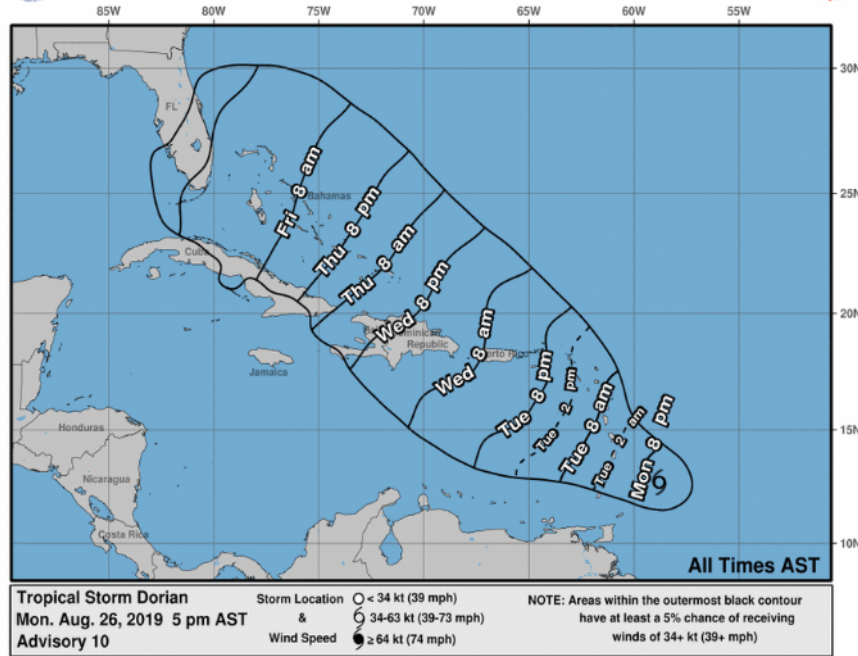 85W 80W 75W 70W 65W 60W 55W
30N
FL
25N
Bahamas
Fri 8 am
Thu 8 pm
Thu 8 am
Cuba
Wed 8 pm
20N
Dominican
Republic
Jamaica
Puerto Rico
Wed 8 am
Tue 8 pm
Tue 2 pm
Tue 8 am
Tue 2 am
Mon 8 pm
15N
Honduras
Nicaragua
Costa Rica
10N
All Times AST
Tropical Storm Dorian
Mon. Aug. 26, 2019 5 pm AST
Advisory 10
Storm Location
&
Wind Speed
< 34 kt (39 mph)
34-63 kt (39-73 mph)
≥ 64 kt (74 mph)
NOTE: Areas within the outermost black contour
have at least a 5% chance of receiving
winds of 34+ kt (39+ mph)